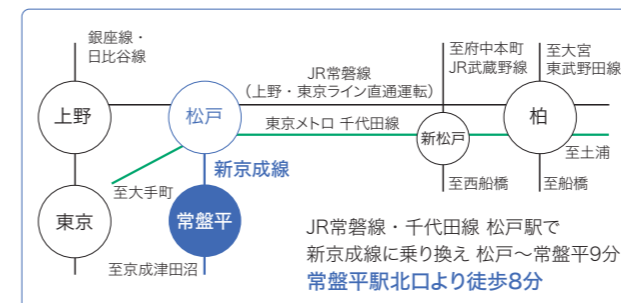 銀座線・
日比谷線
至府中本町
JR武蔵野線
至大宮
東武野田線
JR常磐線
（上野・東京ライン直通運転）
上野
松戸
東京メトロ 千代田線
新松戸
柏
至土浦
新京成線
至大手町
至西船橋
至船橋
東京
常盤平
至京成津田沼
JR常磐線・千代田線 松戸駅で
新京成線に乗り換え 松戸〜常盤平9分
常盤平駅北口より徒歩8分